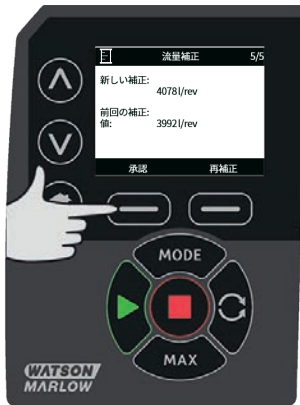 流量補正 5/5
新しい補正:
4078l/rev
前回の補正:
値: 3992l/rev
承認 再補正
MODE
MAX
WATSON
MARLOW